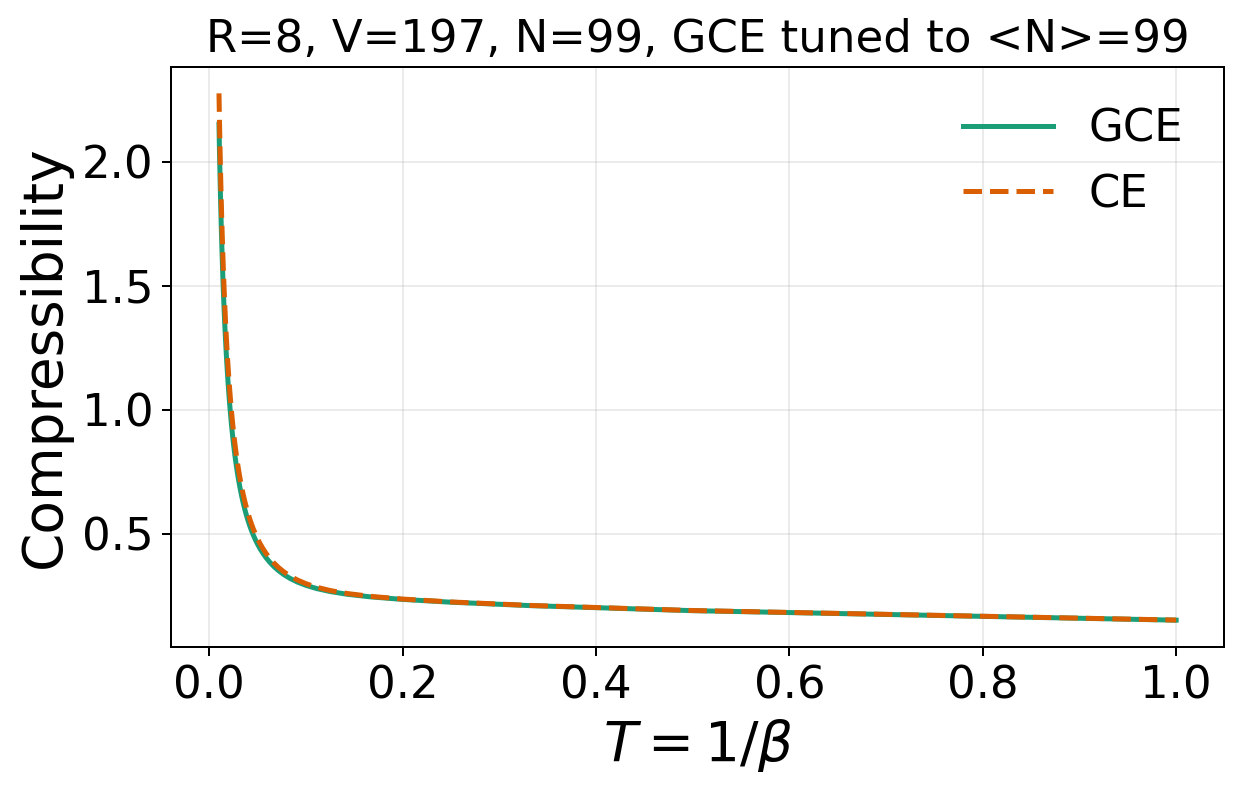 R=8, V=197, N=99, GCE tuned to <N>=99
Compressibility
2.0
1.5
1.0
0.5
GCE
CE
0.0 0.2 0.4 0.6 0.8 1.0
T = 1/β